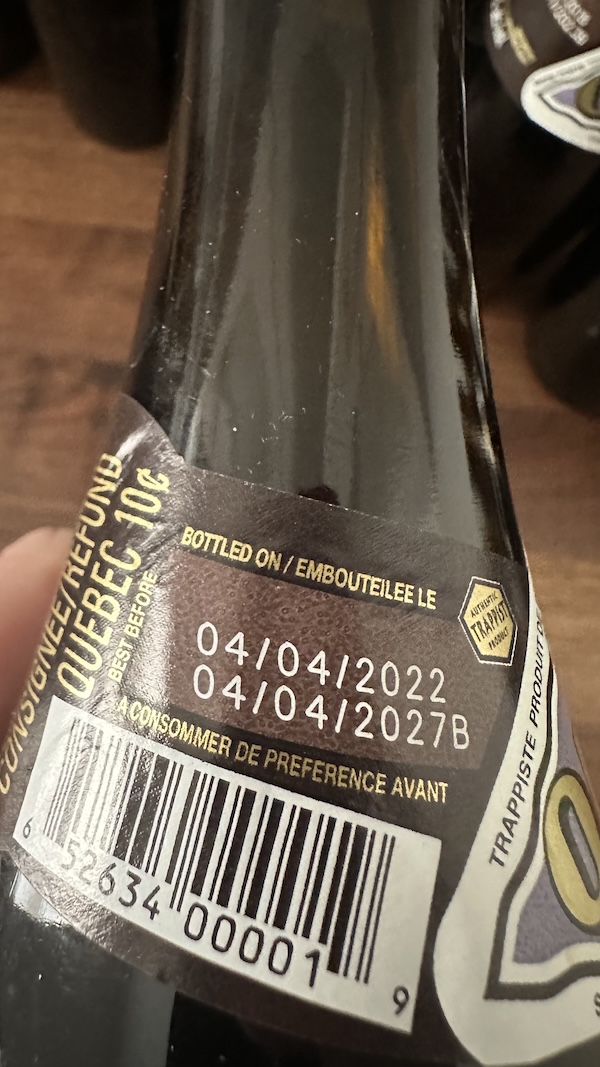 CONSIGNÉE/REFUND
QUEBEC 10¢
BEST BEFORE
BOTTLED ON / EMBOUTEILEE LE
04/04/2022
04/04/2027B
A CONSOMMER DE PREFERENCE AVANT
AUTHENTIC
TRAPPIST
PRODUCT
6 52634 00001 9
TRAPPISTE PRODUIT DE
O